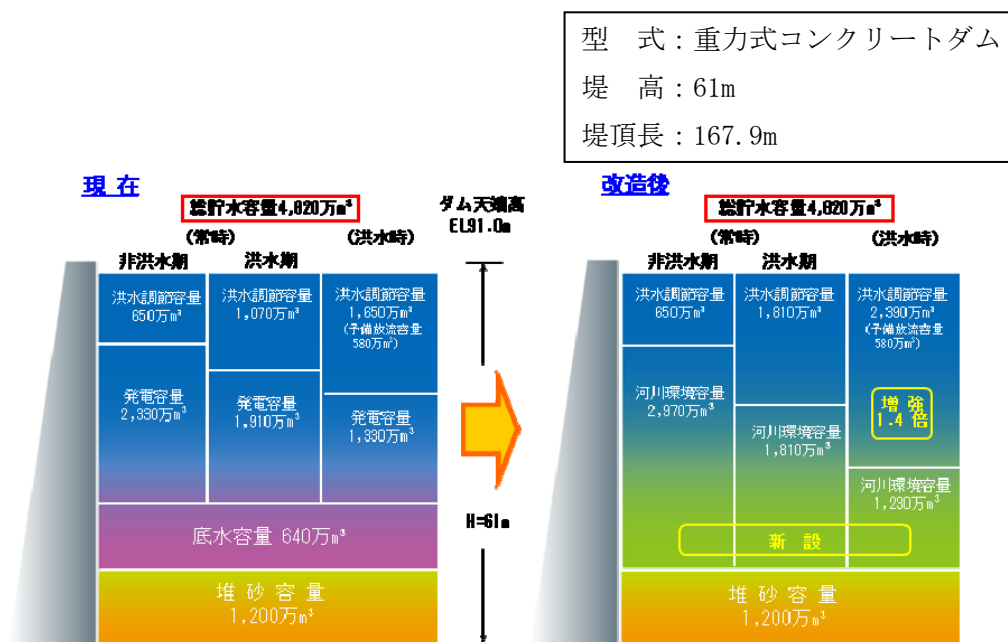 型　式：重力式コンクリートダム
堤　高：61m
堤頂長：167.9m
現 在
総貯水容量4,820万m³
(常時)
(洪水時)
非洪水期
洪水期
洪水調節容量
650万m³
洪水調節容量
1,070万m³
洪水調節容量
1,650万m³
(予備放流容量
580万m³)
発電容量
2,330万m³
発電容量
1,910万m³
発電容量
1,330万m³
底水容量 640万m³
堆 砂 容 量
1,200万m³
ダム天端高
EL91.0m
H=61m
改造後
総貯水容量4,820万m³
(常時)
(洪水時)
非洪水期
洪水期
洪水調節容量
650万m³
洪水調節容量
1,810万m³
洪水調節容量
2,390万m³
(予備放流容量
580万m³)
河川環境容量
2,970万m³
河川環境容量
1,810万m³
増 強
1.4 倍
河川環境容量
1,230万m³
新 設
堆 砂 容 量
1,200万m³